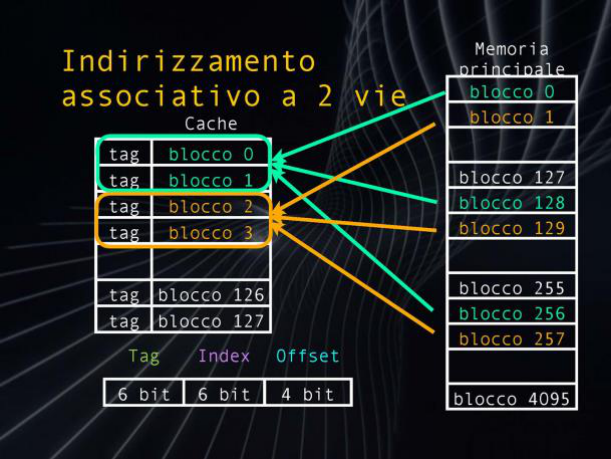 Indirizzamento
associativo a 2 vie
Cache
tag blocco 0
tag blocco 1
tag blocco 2
tag blocco 3
tag blocco 126
tag blocco 127
Tag Index Offset
6 bit 6 bit 4 bit
Memoria
principale
blocco 0
blocco 1
blocco 127
blocco 128
blocco 129
blocco 255
blocco 256
blocco 257
blocco 4095